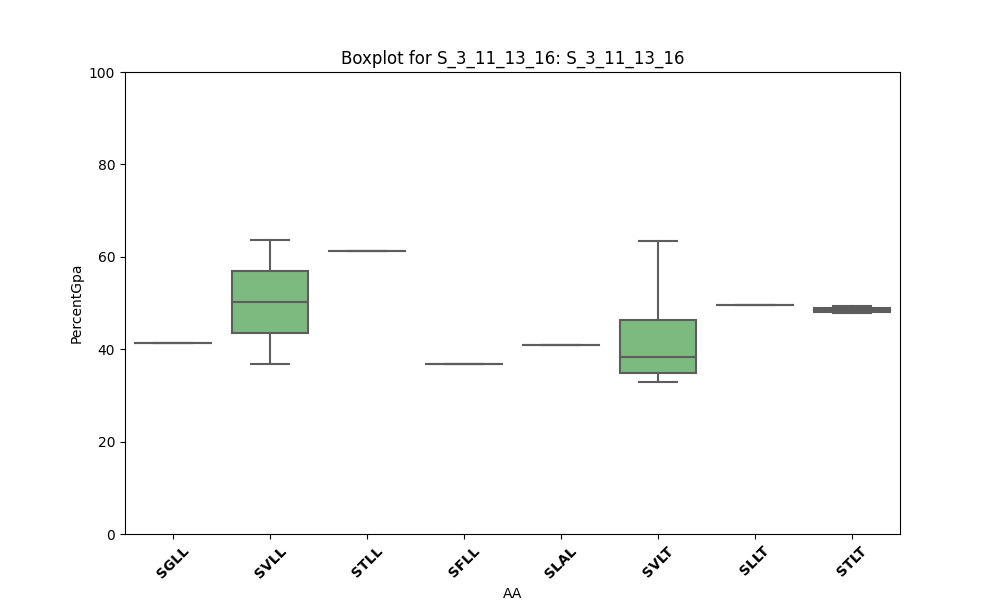 Boxplot for S_3_11_13_16: S_3_11_13_16
100
80
60
40
20
0
PercentGpa
SGLL
SVLL
STLL
SFLL
SLAL
SVLT
SLLT
STLT
AA